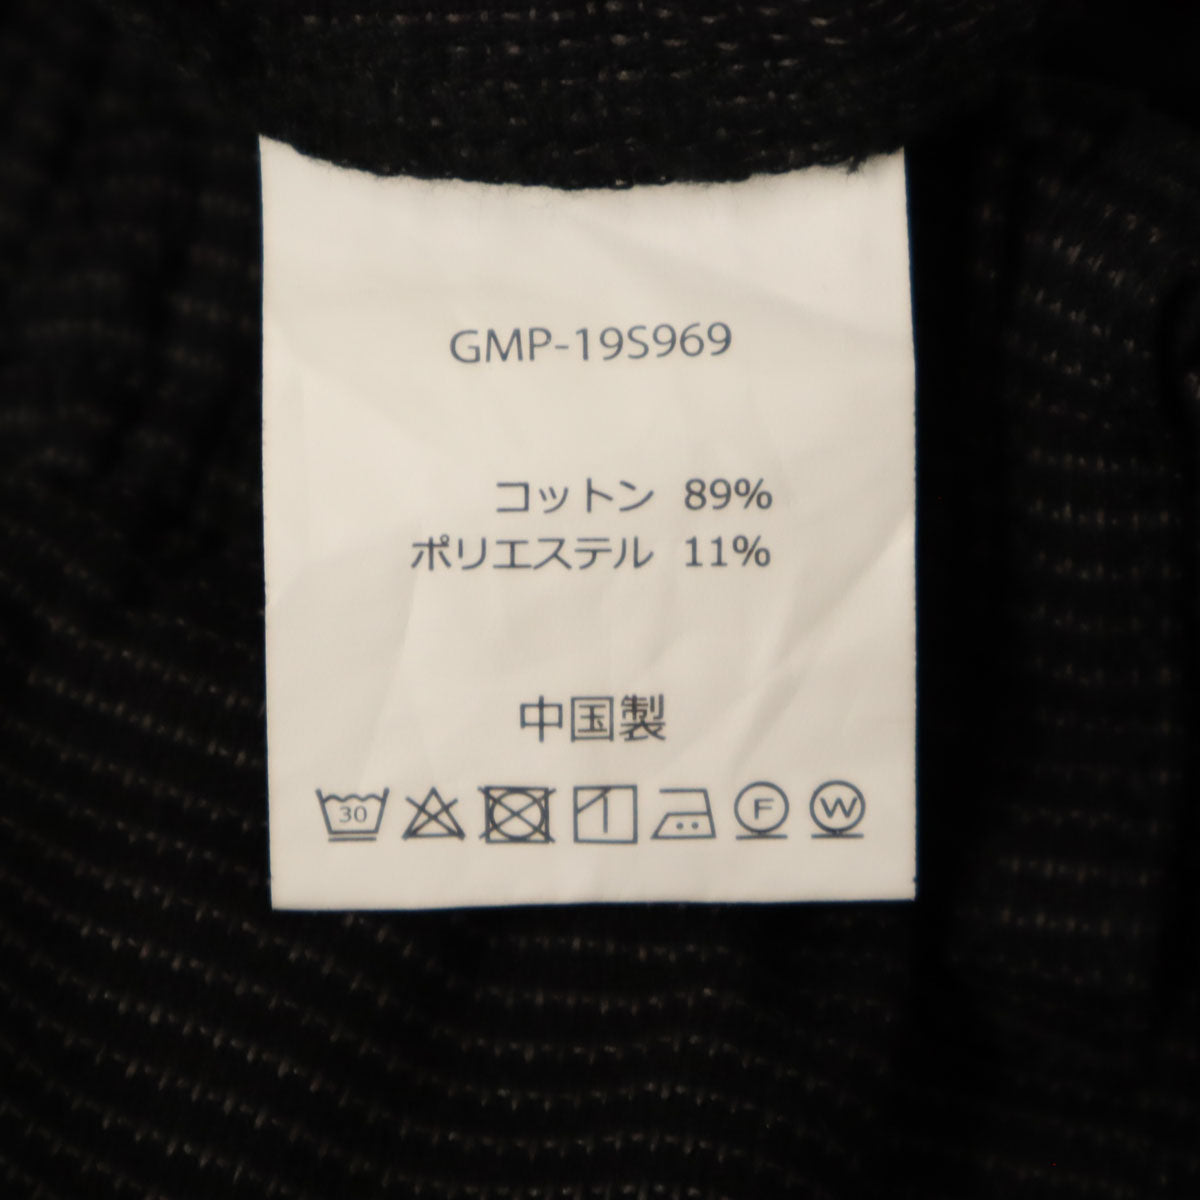 GMP-19S969
コットン 89%
ポリエステル 11%
中国製
30 F W